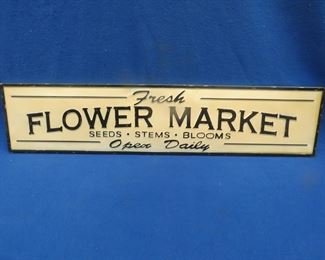 Fresh
FLOWER MARKET
SEEDS · STEMS · BLOOMS
Open Daily